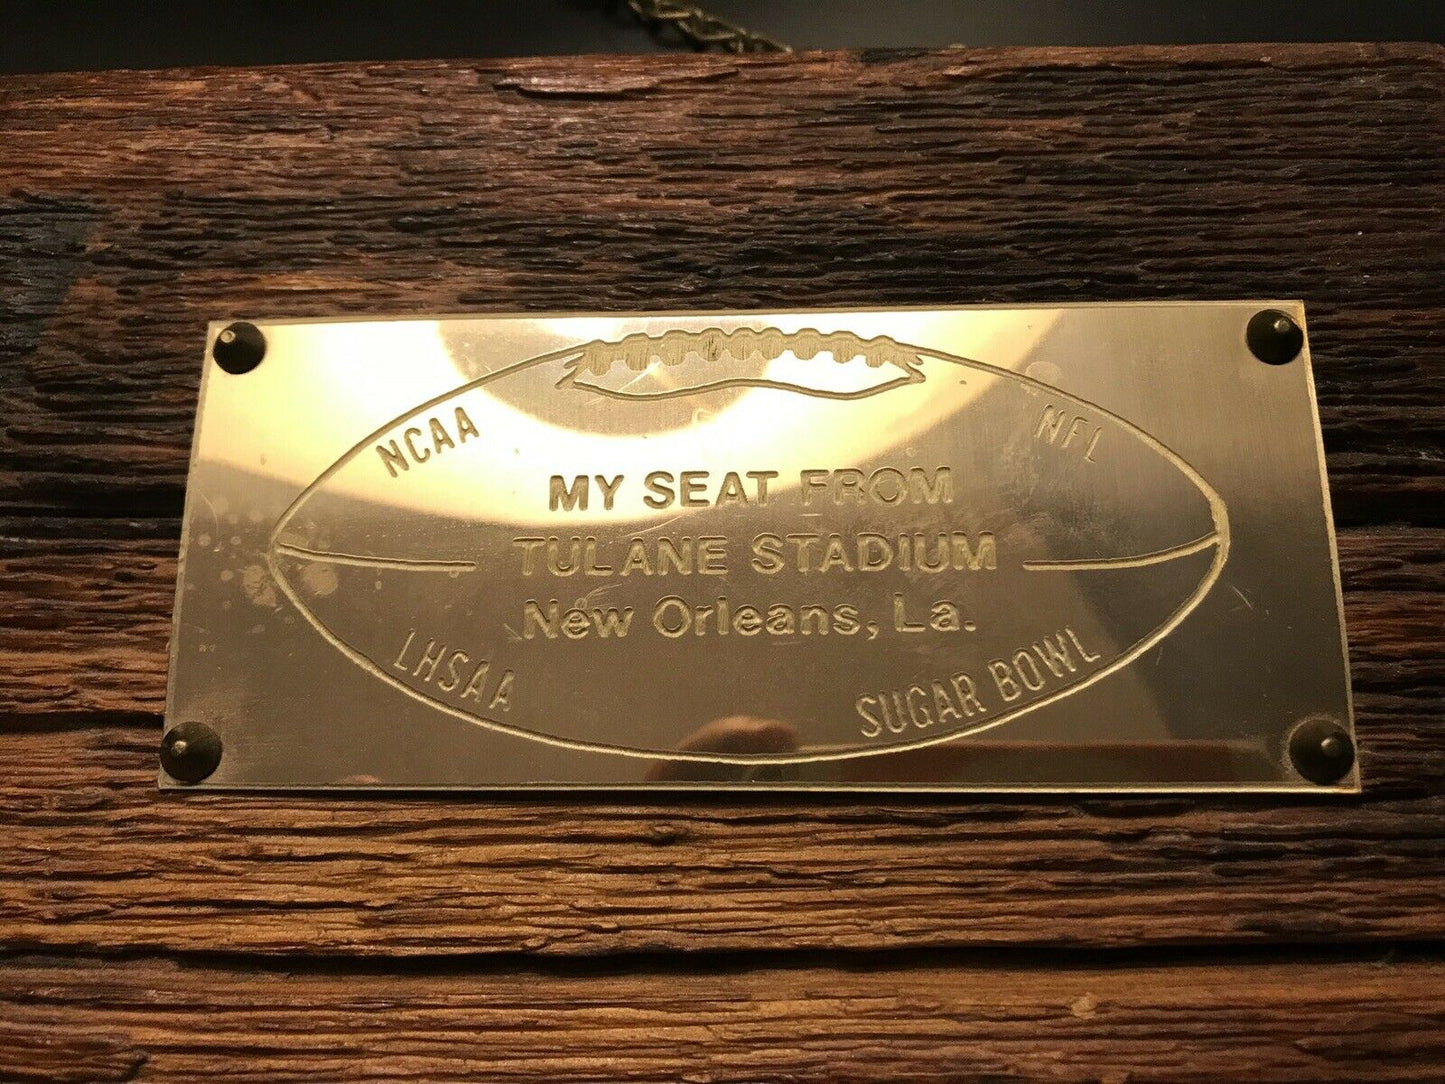 NCAA
NFL
MY SEAT FROM
TULANE STADIUM
New Orleans, La.
LHSAA
SUGAR BOWL